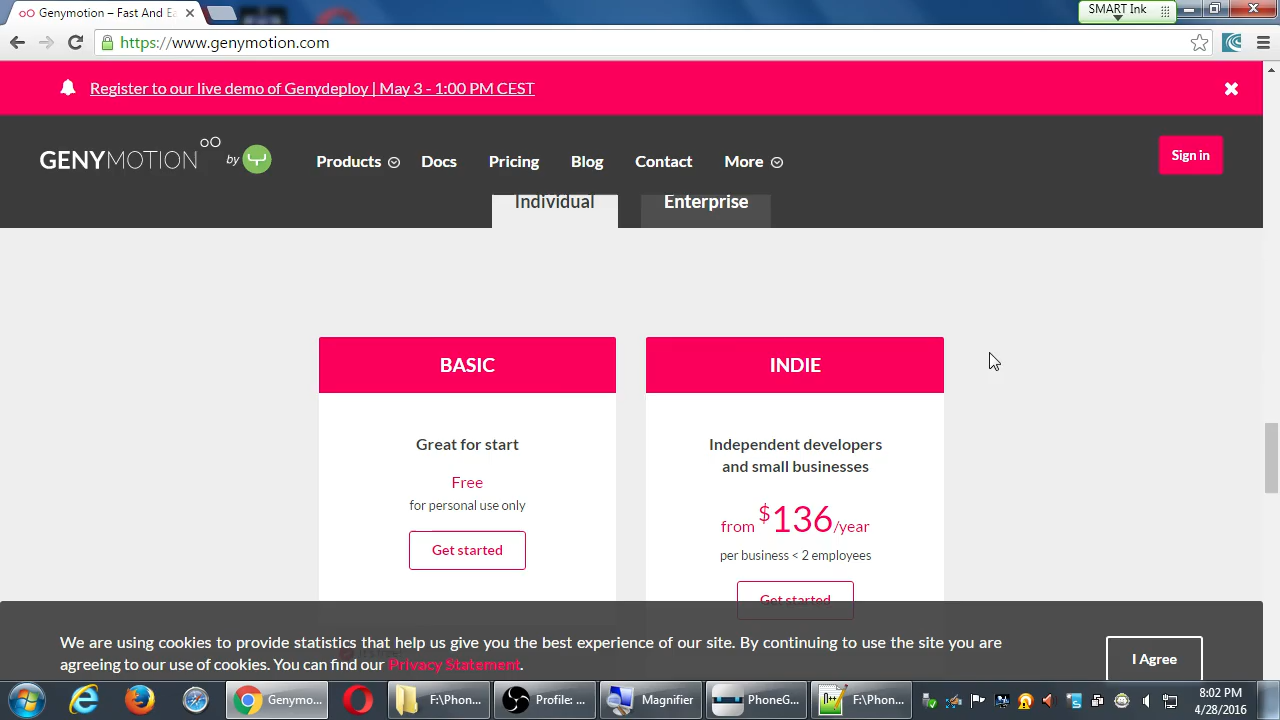 Genymotion – Fast And Ea
SMART Ink
https://www.genymotion.com
Register to our live demo of Genydeploy | May 3 - 1:00 PM CEST
GENYMOTION by
Products
Docs
Pricing
Blog
Contact
More
Sign in
Individual
Enterprise
BASIC
Great for start
Free
for personal use only
Get started
INDIE
Independent developers
and small businesses
from $136/year
per business < 2 employees
Get started
We are using cookies to provide statistics that help us give you the best experience of our site. By continuing to use the site you are
agreeing to our use of cookies. You can find our Privacy Statement.
I Agree
Genymo...
F:\Phon...
Profile: ...
Magnifier
PhoneG...
F:\Phon...
8:02 PM
4/28/2016